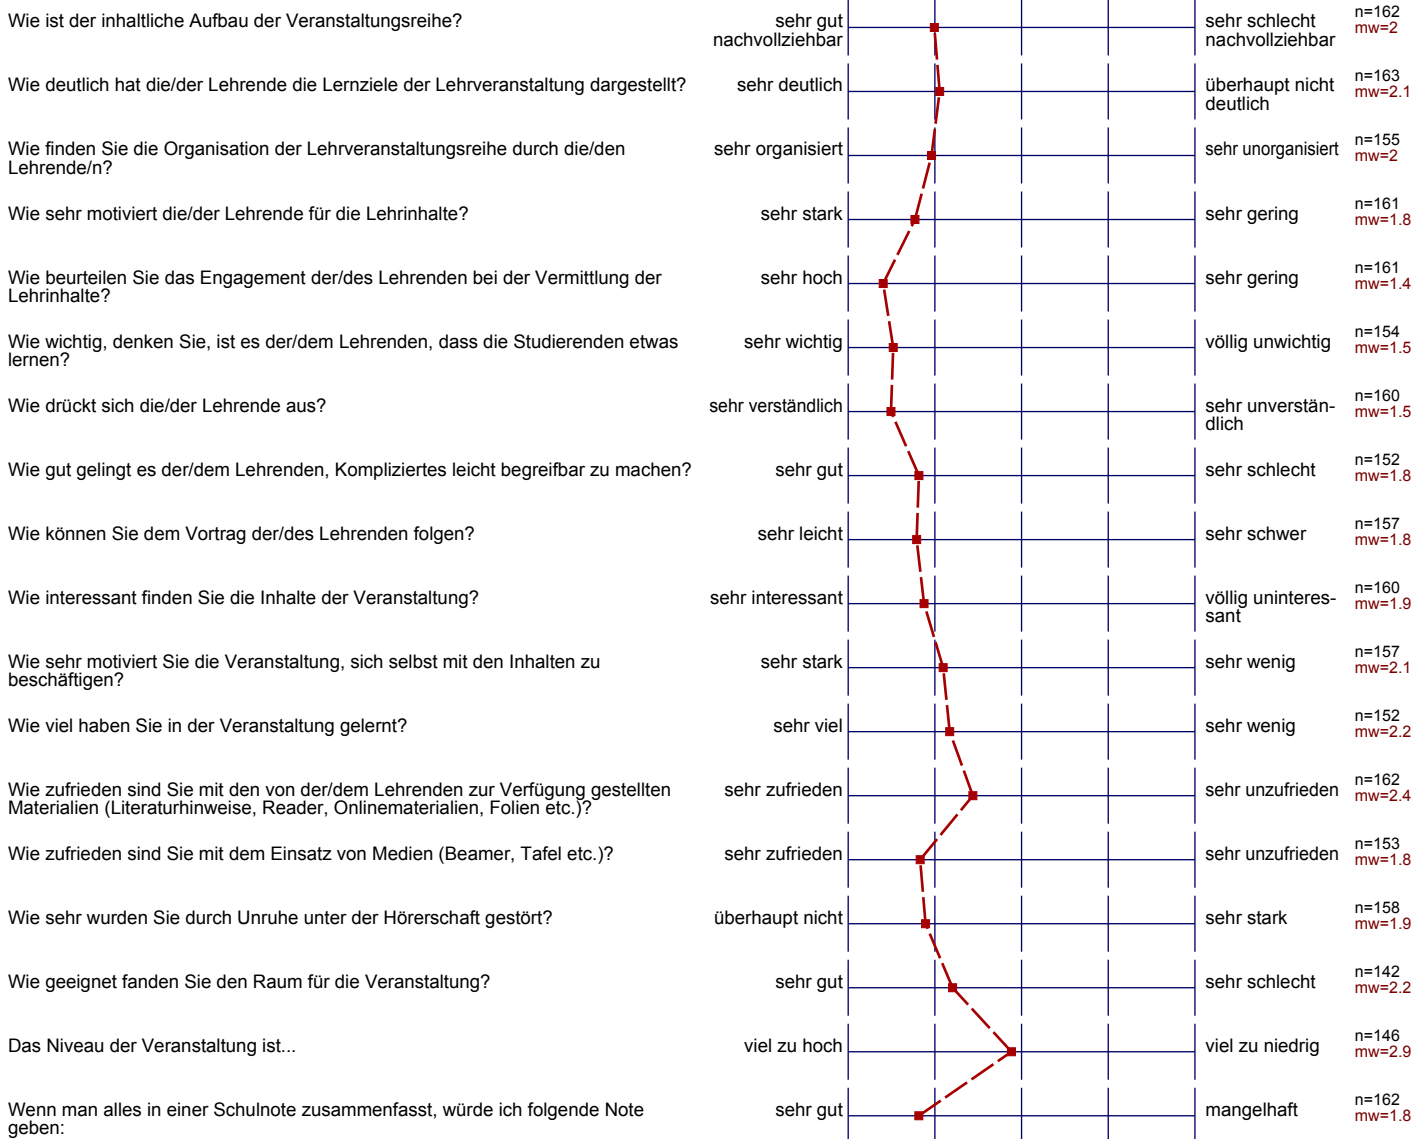 Wie ist der inhaltliche Aufbau der Veranstaltungsreihe? sehr gut nachvollziehbar sehr schlecht nachvollziehbar n=162 mw=2
Wie deutlich hat die/der Lehrende die Lernziele der Lehrveranstaltung dargestellt? sehr deutlich überhaupt nicht deutlich n=163 mw=2.1
Wie finden Sie die Organisation der Lehrveranstaltungsreihe durch die/den
Lehrende/n? sehr organisiert sehr unorganisiert n=155 mw=2
Wie sehr motiviert die/der Lehrende für die Lehrinhalte? sehr stark sehr gering n=161 mw=1.8
Wie beurteilen Sie das Engagement der/des Lehrenden bei der Vermittlung der
Lehrinhalte? sehr hoch sehr gering n=161 mw=1.4
Wie wichtig, denken Sie, ist es der/dem Lehrenden, dass die Studierenden etwas
lernen? sehr wichtig völlig unwichtig n=154 mw=1.5
Wie drückt sich die/der Lehrende aus? sehr verständlich sehr unverstän-
dlich n=160 mw=1.5
Wie gut gelingt es der/dem Lehrenden, Kompliziertes leicht begreifbar zu machen? sehr gut sehr schlecht n=152 mw=1.8
Wie können Sie dem Vortrag der/des Lehrenden folgen? sehr leicht sehr schwer n=157 mw=1.8
Wie interessant finden Sie die Inhalte der Veranstaltung? sehr interessant völlig uninteres-
sant n=160 mw=1.9
Wie sehr motiviert Sie die Veranstaltung, sich selbst mit den Inhalten zu
beschäftigen? sehr stark sehr wenig n=157 mw=2.1
Wie viel haben Sie in der Veranstaltung gelernt? sehr viel sehr wenig n=152 mw=2.2
Wie zufrieden sind Sie mit den von der/dem Lehrenden zur Verfügung gestellten
Materialien (Literaturhinweise, Reader, Onlinematerialien, Folien etc.)? sehr zufrieden sehr unzufrieden n=162 mw=2.4
Wie zufrieden sind Sie mit dem Einsatz von Medien (Beamer, Tafel etc.)? sehr zufrieden sehr unzufrieden n=153 mw=1.8
Wie sehr wurden Sie durch Unruhe unter der Hörerschaft gestört? überhaupt nicht sehr stark n=158 mw=1.9
Wie geeignet fanden Sie den Raum für die Veranstaltung? sehr gut sehr schlecht n=142 mw=2.2
Das Niveau der Veranstaltung ist... viel zu hoch viel zu niedrig n=146 mw=2.9
Wenn man alles in einer Schulnote zusammenfasst, würde ich folgende Note
geben: sehr gut mangelhaft n=162 mw=1.8